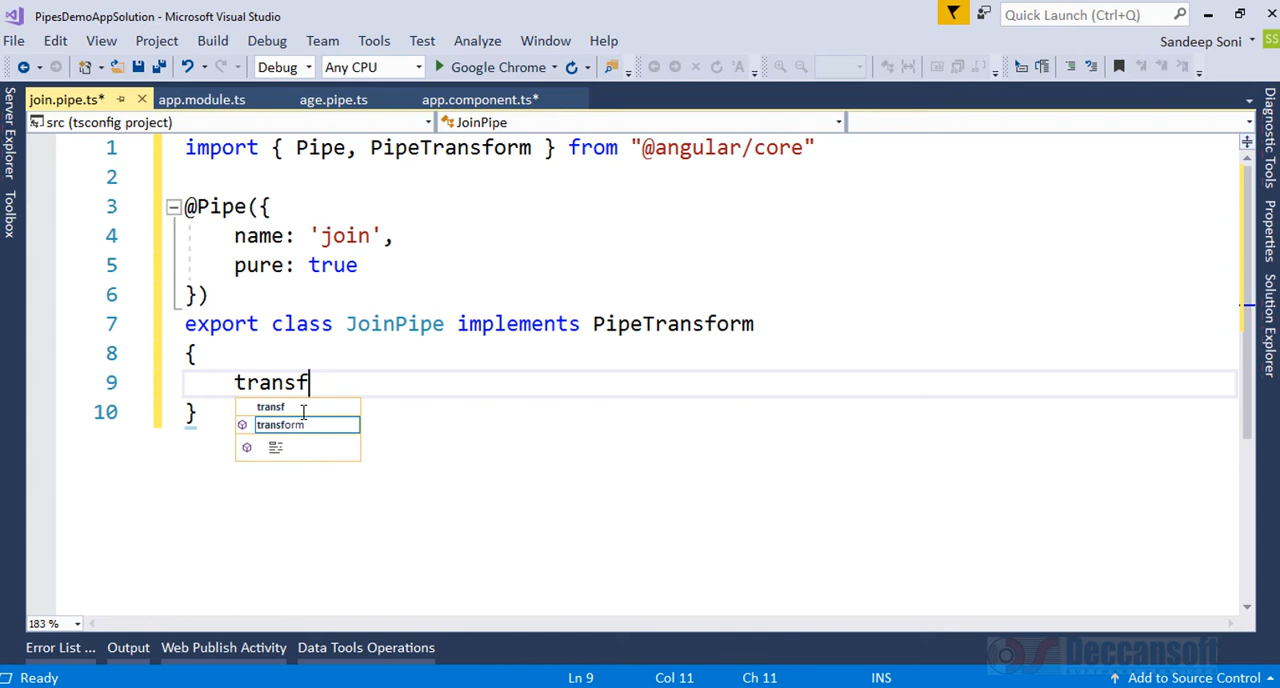 PipesDemoAppSolution - Microsoft Visual Studio
Quick Launch (Ctrl+Q)
File Edit View Project Build Debug Team Tools Test Analyze Window Help
Sandeep Soni
SS
Debug Any CPU Google Chrome
join.pipe.ts* app.module.ts age.pipe.ts app.component.ts*
src (tsconfig project) JoinPipe
Server Explorer
Toolbox
Diagnostic Tools
Properties
Solution Explorer
1 import { Pipe, PipeTransform } from "@angular/core"
2
3 @Pipe({
4 name: 'join',
5 pure: true
6 })
7 export class JoinPipe implements PipeTransform
8 {
9 transf
10 }
transf
transform
183 %
Error List ... Output Web Publish Activity Data Tools Operations
Deccansoft
Ready Ln 9 Col 11 Ch 11 INS Add to Source Control